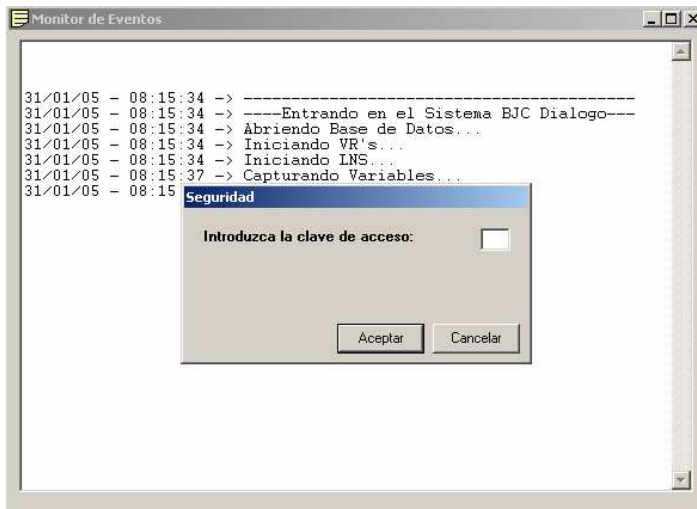 Monitor de Eventos
31/01/05 - 08:15:34 -> -----------------------------------------
31/01/05 - 08:15:34 -> ----Entrando en el Sistema BJC Dialogo---
31/01/05 - 08:15:34 -> Abriendo Base de Datos...
31/01/05 - 08:15:34 -> Iniciando VR's...
31/01/05 - 08:15:34 -> Iniciando LNS...
31/01/05 - 08:15:37 -> Capturando Variables...
31/01/05 - 08:15
Seguridad
Introduzca la clave de acceso:
Aceptar Cancelar